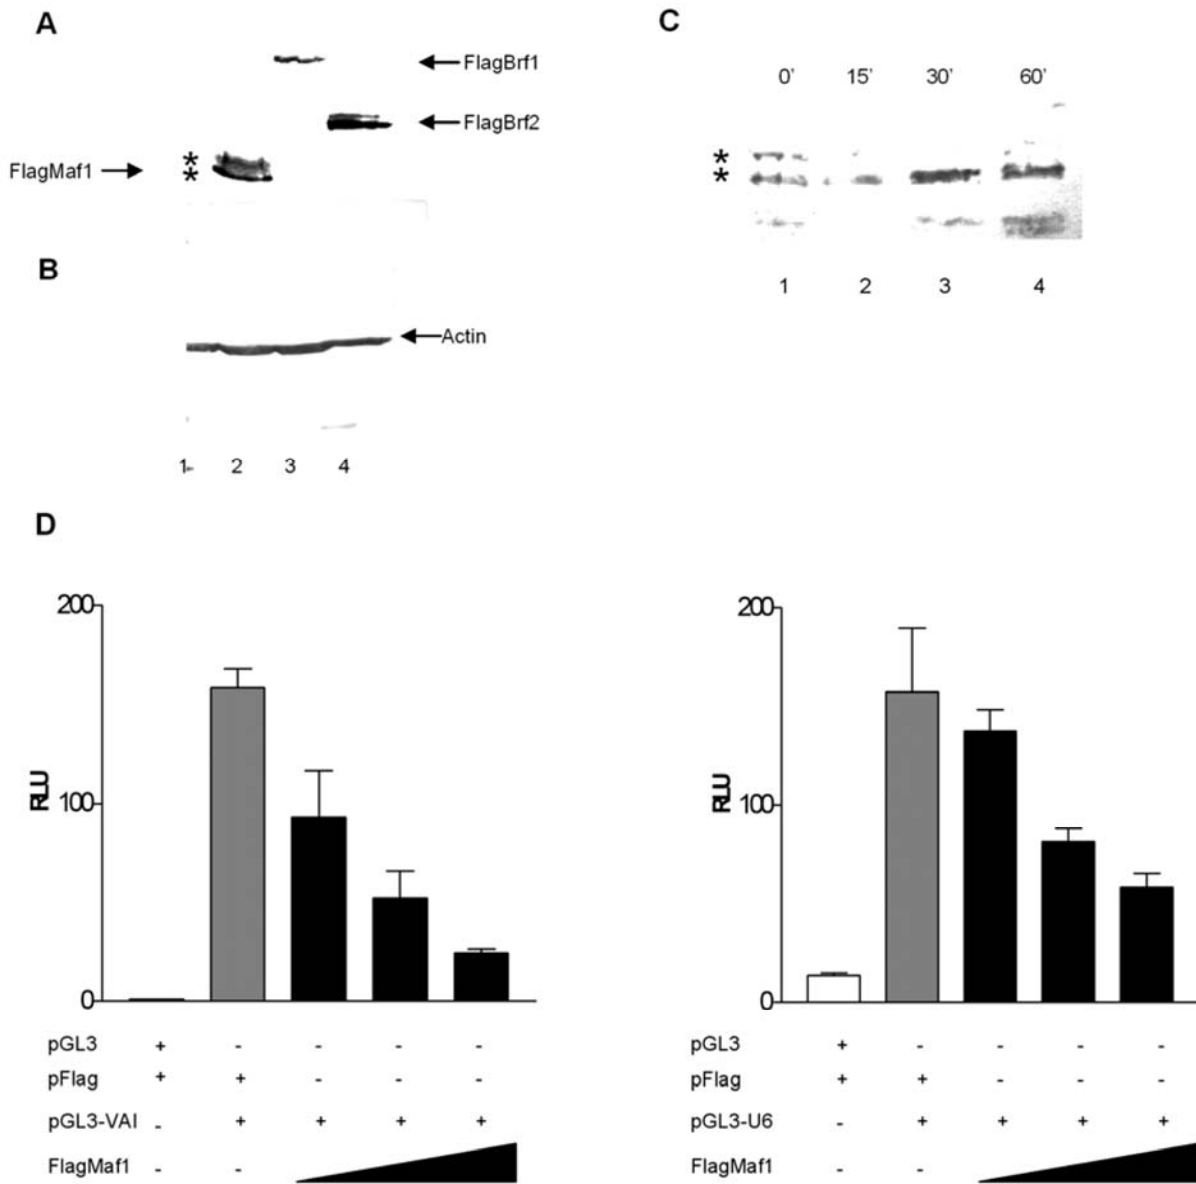 A
FlagBrf1
FlagBrf2
FlagMaf1
*
*
B
Actin
1 2 3 4
C
0' 15' 30' 60'
*
*
1 2 3 4
D
200
RLU
100
0
pGL3 + - - - -
pFlag + + - - -
pGL3-VAI - + + + +
FlagMaf1 - -
200
RLU
100
0
pGL3 + - - - -
pFlag + + - - -
pGL3-U6 - + + + +
FlagMaf1 - -